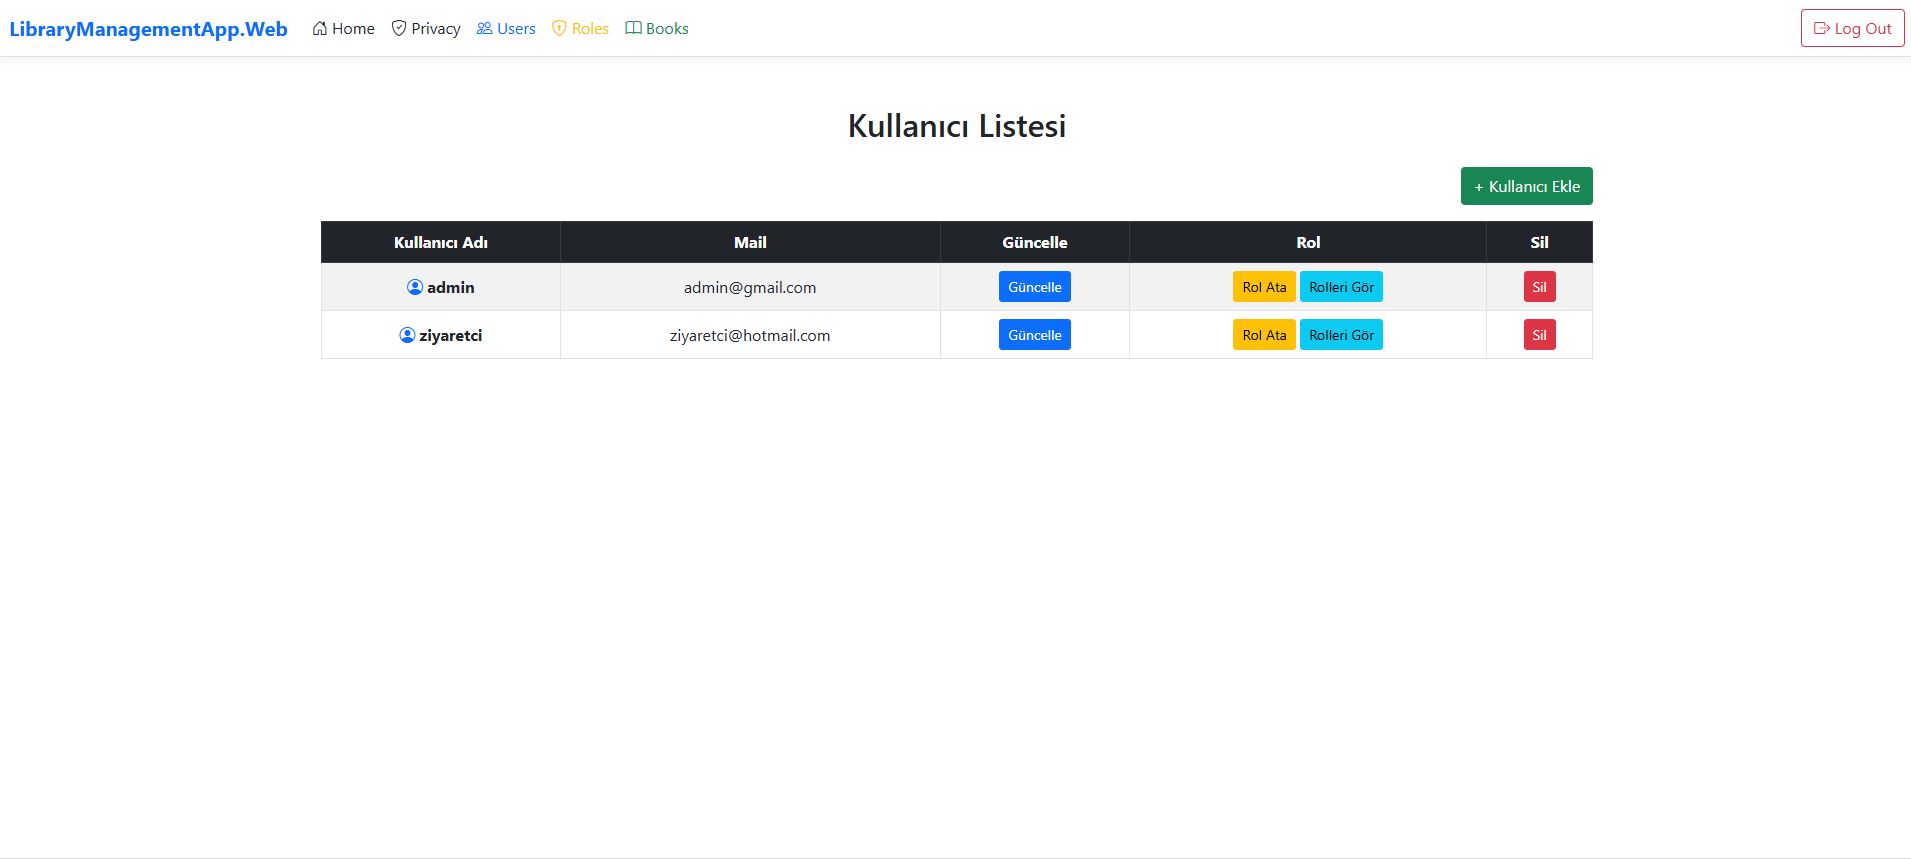 LibraryManagementApp.Web Home Privacy Users Roles Books Log Out
Kullanıcı Listesi
+ Kullanıcı Ekle
Kullanıcı Adı Mail Güncelle Rol Sil
admin admin@gmail.com Güncelle Rol Ata Rolleri Gör Sil
ziyaretci ziyaretci@hotmail.com Güncelle Rol Ata Rolleri Gör Sil